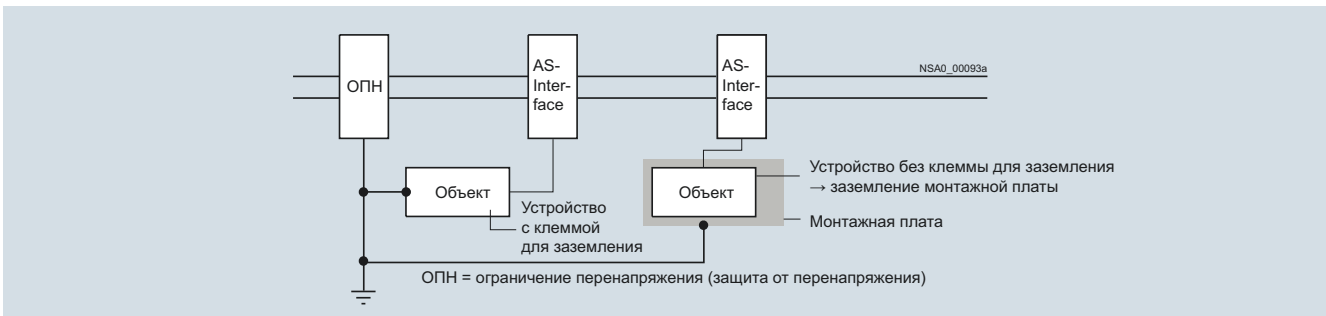 ОПН
AS-
Inter-
face
AS-
Inter-
face
NSA0_00093a
Объект
Устройство
с клеммой
для заземления
Объект
Устройство без клеммы для заземления
→ заземление монтажной платы
Монтажная плата
ОПН = ограничение перенапряжения (защита от перенапряжения)